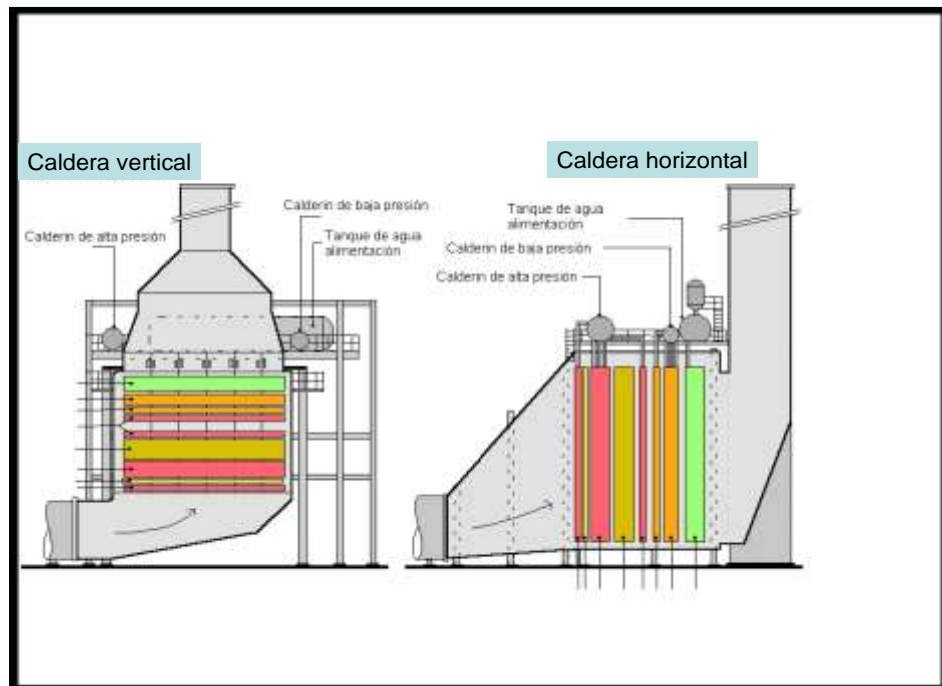 Caldera vertical
Caldera horizontal
Calderin de baja presión
Calderin de alta presión
Tanque de agua
alimentación
Tanque de agua
alimentación
Calderin de baja presión
Calderin de alta presión